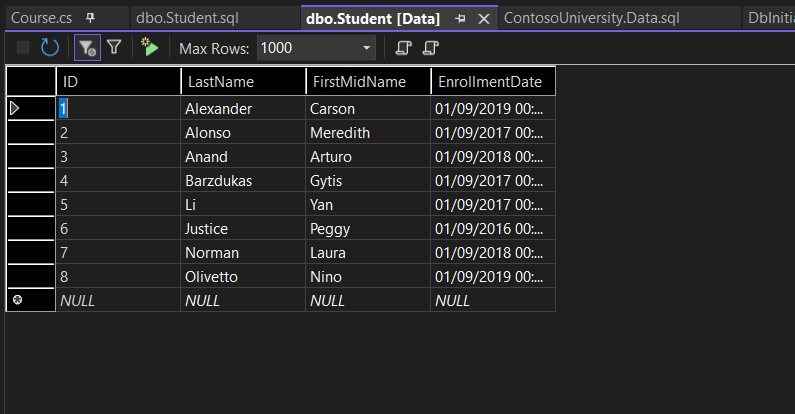 Course.cs dbo.Student.sql dbo.Student [Data] ContosoUniversity.Data.sql DbInitia
Max Rows: 1000
ID LastName FirstMidName EnrollmentDate
1 Alexander Carson 01/09/2019 00:...
2 Alonso Meredith 01/09/2017 00:...
3 Anand Arturo 01/09/2018 00:...
4 Barzdukas Gytis 01/09/2017 00:...
5 Li Yan 01/09/2017 00:...
6 Justice Peggy 01/09/2016 00:...
7 Norman Laura 01/09/2018 00:...
8 Olivetto Nino 01/09/2019 00:...
NULL NULL NULL NULL